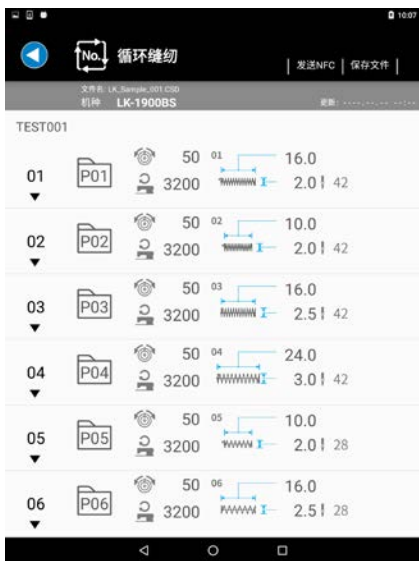 10:07
No. 循环缝纫
发送NFC 保存文件
文件名: LK_Sample_001.CSD
机种 LK-1900BS
更新: ----.--.-- --:--
TEST001
01 P01 50 3200 01 16.0 2.0 42
02 P02 50 3200 02 10.0 2.0 42
03 P03 50 3200 03 16.0 2.5 42
04 P04 50 3200 04 24.0 3.0 42
05 P05 50 3200 05 10.0 2.0 28
06 P06 50 3200 06 16.0 2.5 28